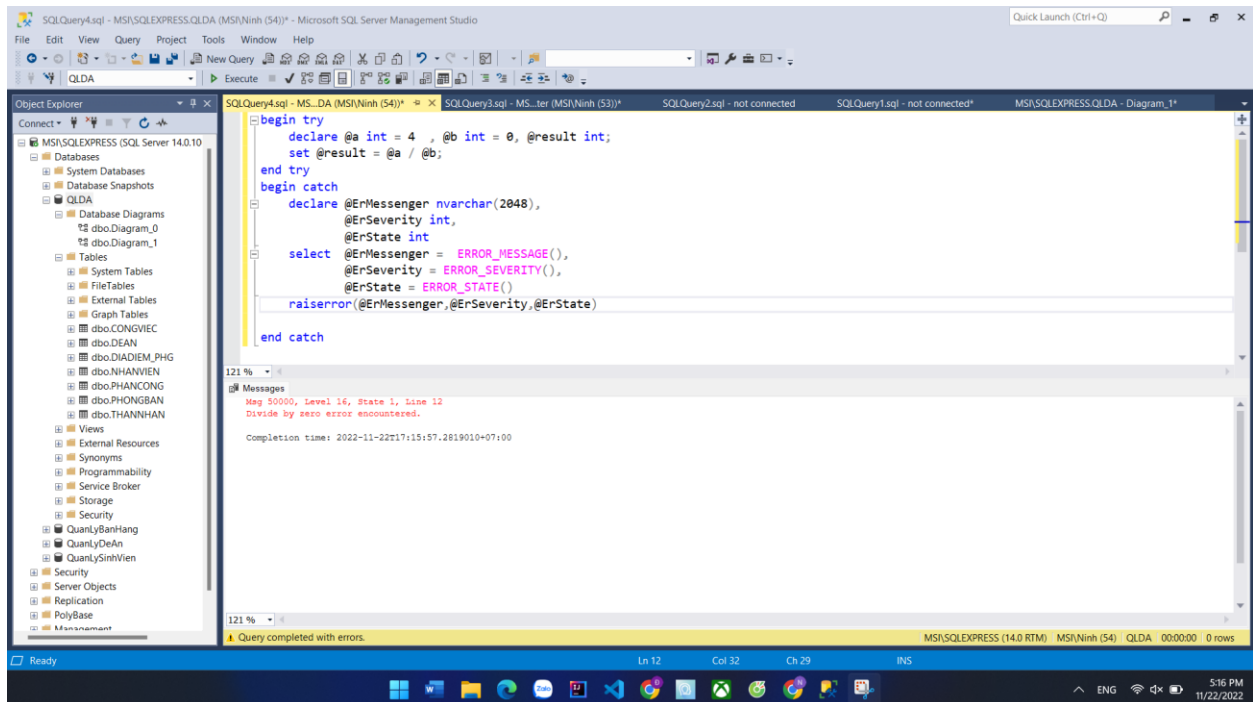 SQLQuery4.sql - MSI\SQLEXPRESS.QLDA (MSI\Ninh (54))* - Microsoft SQL Server Management Studio
Quick Launch (Ctrl+Q)
File Edit View Query Project Tools Window Help
New Query
QLDA
Execute
Object Explorer
SQLQuery4.sql - MS...DA (MSI\Ninh (54))*
SQLQuery3.sql - MS...ter (MSI\Ninh (53))*
SQLQuery2.sql - not connected
SQLQuery1.sql - not connected*
MSI\SQLEXPRESS.QLDA - Diagram_1*
Connect
MSI\SQLEXPRESS (SQL Server 14.0.10
Databases
System Databases
Database Snapshots
QLDA
Database Diagrams
dbo.Diagram_0
dbo.Diagram_1
Tables
System Tables
FileTables
External Tables
Graph Tables
dbo.CONGVIEC
dbo.DEAN
dbo.DIADIEM_PHG
dbo.NHANVIEN
dbo.PHANCONG
dbo.PHONGBAN
dbo.THANNHAN
Views
External Resources
Synonyms
Programmability
Service Broker
Storage
Security
QuanLyBanHang
QuanLyDeAn
QuanLySinhVien
Security
Server Objects
Replication
PolyBase
Management
begin try
declare @a int = 4 , @b int = 0, @result int;
set @result = @a / @b;
end try
begin catch
declare @ErMessenger nvarchar(2048),
@ErSeverity int,
@ErState int
select @ErMessenger = ERROR_MESSAGE(),
@ErSeverity = ERROR_SEVERITY(),
@ErState = ERROR_STATE()
raiserror(@ErMessenger,@ErSeverity,@ErState)
end catch
121 %
Messages
Msg 50000, Level 16, State 1, Line 12
Divide by zero error encountered.
Completion time: 2022-11-22T17:15:57.2819010+07:00
121 %
Query completed with errors.
MSI\SQLEXPRESS (14.0 RTM) MSI\Ninh (54) QLDA 00:00:00 0 rows
Ready
Ln 12 Col 32 Ch 29 INS
Zalo
ENG
5:16 PM
11/22/2022